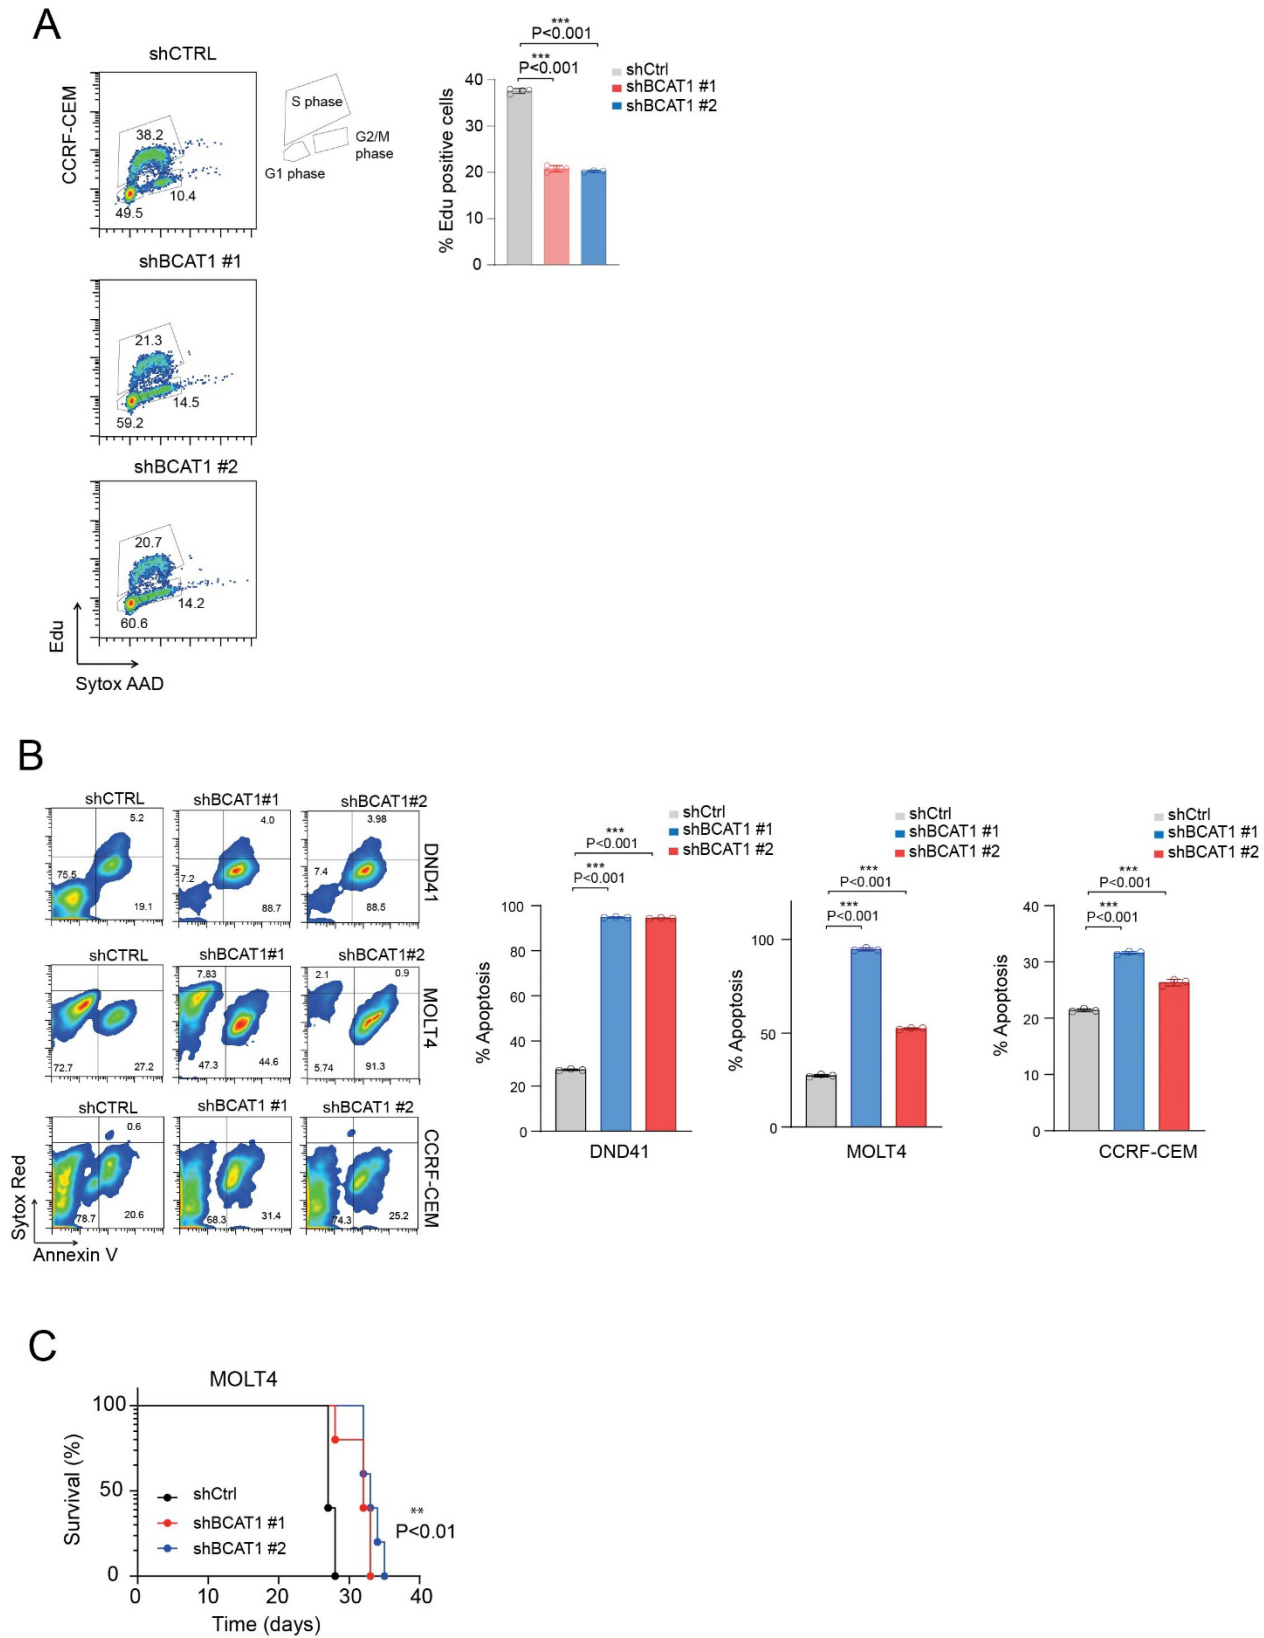 A
shCTRL
CCRF-CEM
38.2
10.4
49.5
S phase
G2/M
phase
G1 phase
shBCAT1 #1
21.3
14.5
59.2
shBCAT1 #2
20.7
14.2
60.6
Edu
Sytox AAD
***
P<0.001
***
P<0.001
shCtrl
shBCAT1 #1
shBCAT1 #2
% Edu positive cells
40
30
20
10
0
B
shCTRL
shBCAT1#1
shBCAT1#2
5.2
75.5
19.1
4.0
7.2
88.7
3.98
7.4
88.5
DND41
shCTRL
shBCAT1#1
shBCAT1#2
72.7
27.2
7.83
47.3
44.6
2.1
0.9
5.74
91.3
MOLT4
shCTRL
shBCAT1 #1
shBCAT1 #2
0.6
78.7
20.6
68.3
31.4
74.3
25.2
CCRF-CEM
Sytox Red
Annexin V
shCtrl
shBCAT1 #1
shBCAT1 #2
***
P<0.001
***
P<0.001
% Apoptosis
100
80
60
40
20
0
DND41
shCtrl
shBCAT1 #1
shBCAT1 #2
***
P<0.001
***
P<0.001
% Apoptosis
100
50
0
MOLT4
shCtrl
shBCAT1 #1
shBCAT1 #2
***
P<0.001
***
P<0.001
% Apoptosis
40
30
20
10
0
CCRF-CEM
C
MOLT4
Survival (%)
100
50
0
shCtrl
shBCAT1 #1
shBCAT1 #2
**
P<0.01
0 10 20 30 40
Time (days)